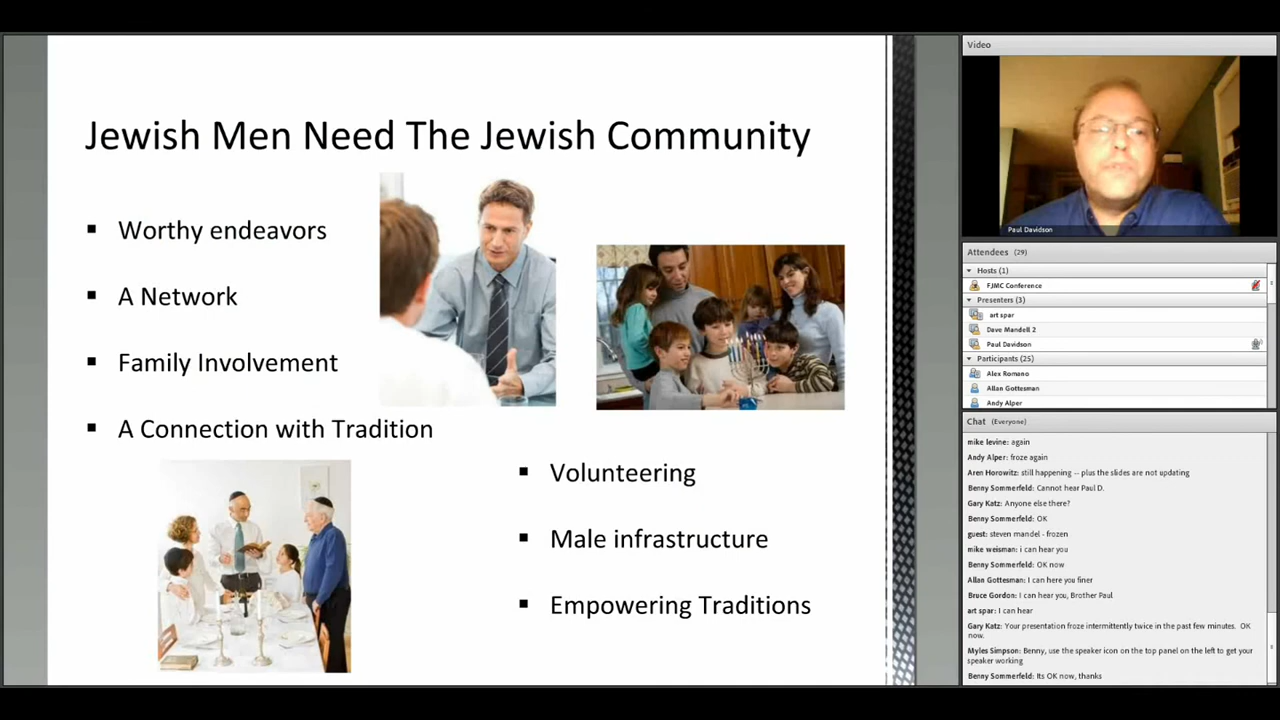 Jewish Men Need The Jewish Community
Worthy endeavors
A Network
Family Involvement
A Connection with Tradition
Volunteering
Male infrastructure
Empowering Traditions
Video
Paul Davidson
Attendees (29)
Hosts (1)
FJMC Conference
Presenters (3)
art spar
Dave Mandell 2
Paul Davidson
Participants (25)
Alex Romano
Allan Gottesman
Andy Alper
Chat (Everyone)
mike levine: again
Andy Alper: froze again
Aren Horowitz: still happening -- plus the slides are not updating
Benny Sommerfeld: Cannot hear Paul D.
Gary Katz: Anyone else there?
Benny Sommerfeld: OK
guest: steven mandel - frozen
mike weisman: i can hear you
Benny Sommerfeld: OK now
Allan Gottesman: I can here you finer
Bruce Gordon: I can hear you, Brother Paul
art spar: I can hear
Gary Katz: Your presentation froze intermittently twice in the past few minutes. OK
now.
Myles Simpson: Benny, use the speaker icon on the top panel on the left to get your
speaker working
Benny Sommerfeld: Its OK now, thanks